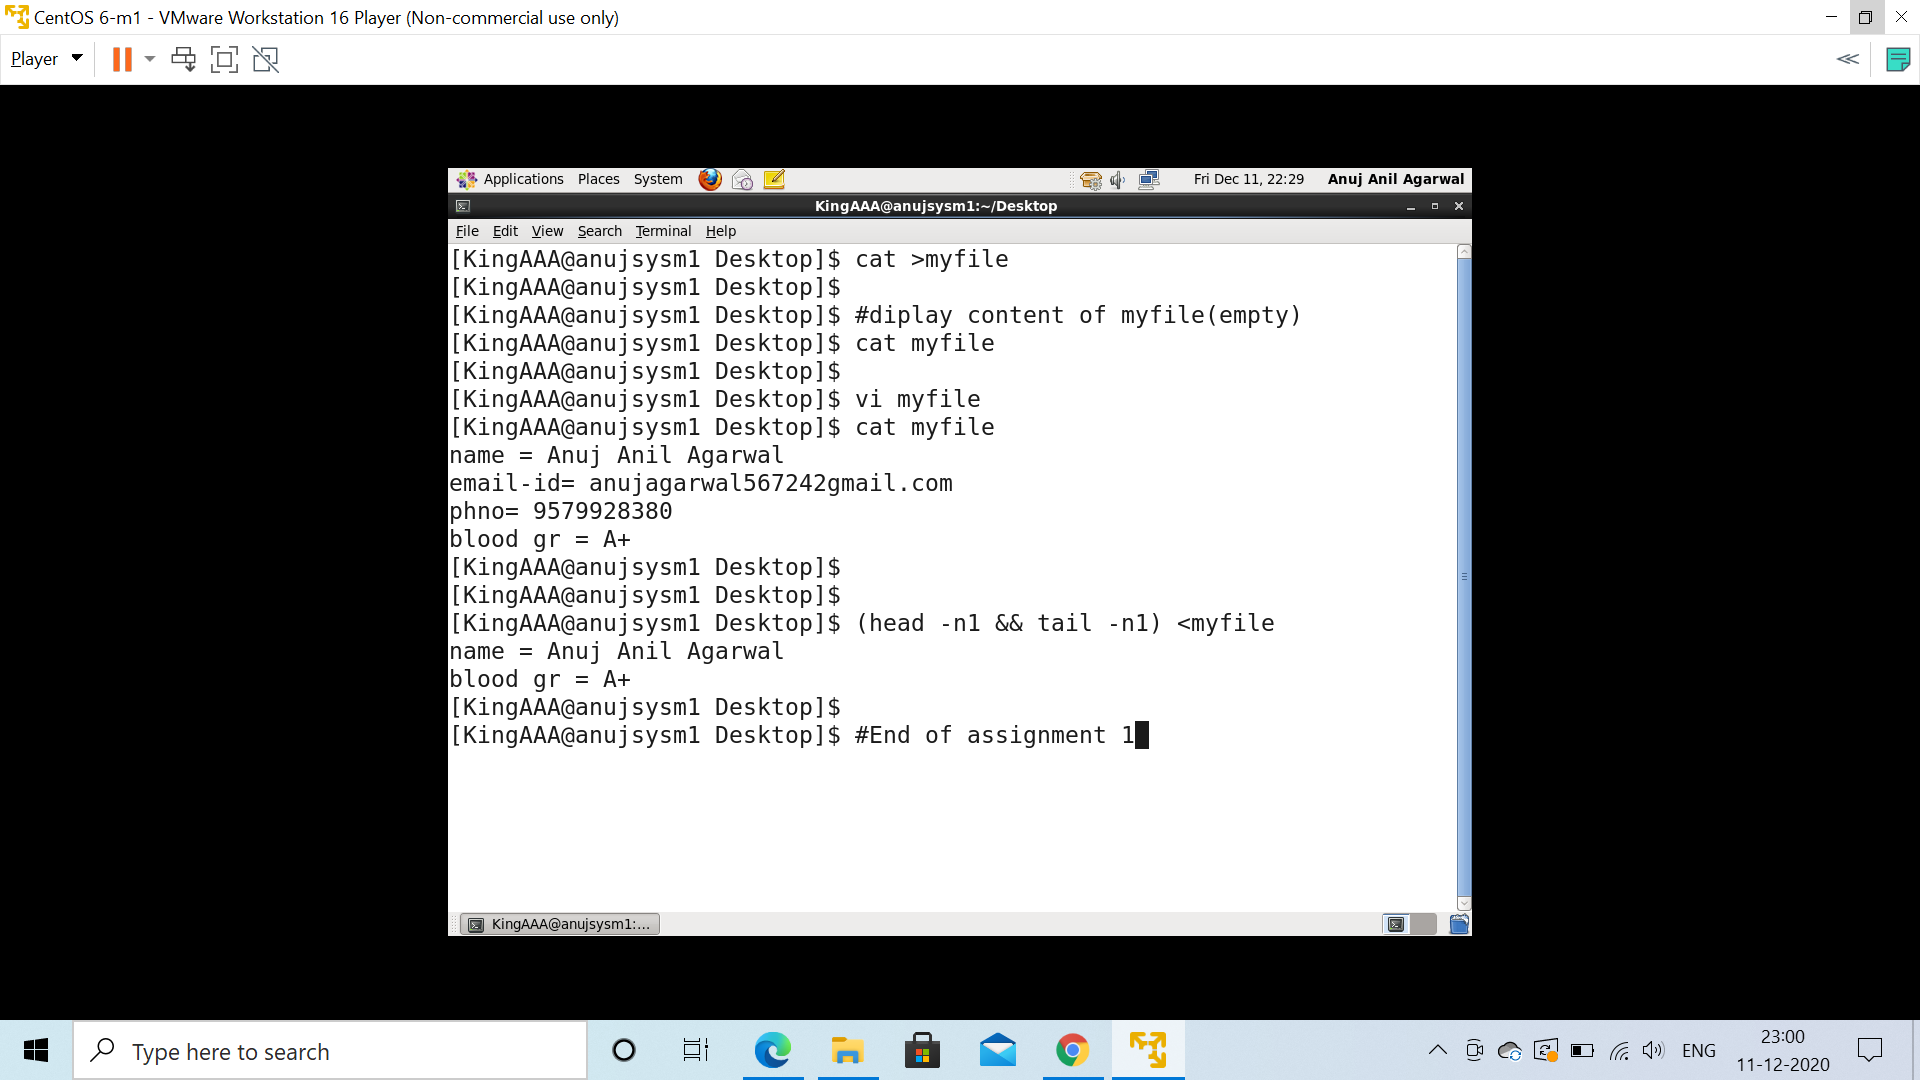 CentOS 6-m1 - VMware Workstation 16 Player (Non-commercial use only)
Player
Applications Places System Fri Dec 11, 22:29 Anuj Anil Agarwal
KingAAA@anujsysm1:~/Desktop
File Edit View Search Terminal Help
[KingAAA@anujsysm1 Desktop]$ cat >myfile
[KingAAA@anujsysm1 Desktop]$
[KingAAA@anujsysm1 Desktop]$ #diplay content of myfile(empty)
[KingAAA@anujsysm1 Desktop]$ cat myfile
[KingAAA@anujsysm1 Desktop]$
[KingAAA@anujsysm1 Desktop]$ vi myfile
[KingAAA@anujsysm1 Desktop]$ cat myfile
name = Anuj Anil Agarwal
email-id= anujagarwal567242gmail.com
phno= 9579928380
blood gr = A+
[KingAAA@anujsysm1 Desktop]$
[KingAAA@anujsysm1 Desktop]$
[KingAAA@anujsysm1 Desktop]$ (head -n1 && tail -n1) <myfile
name = Anuj Anil Agarwal
blood gr = A+
[KingAAA@anujsysm1 Desktop]$
[KingAAA@anujsysm1 Desktop]$ #End of assignment 1
KingAAA@anujsysm1:...
Type here to search
ENG
23:00
11-12-2020